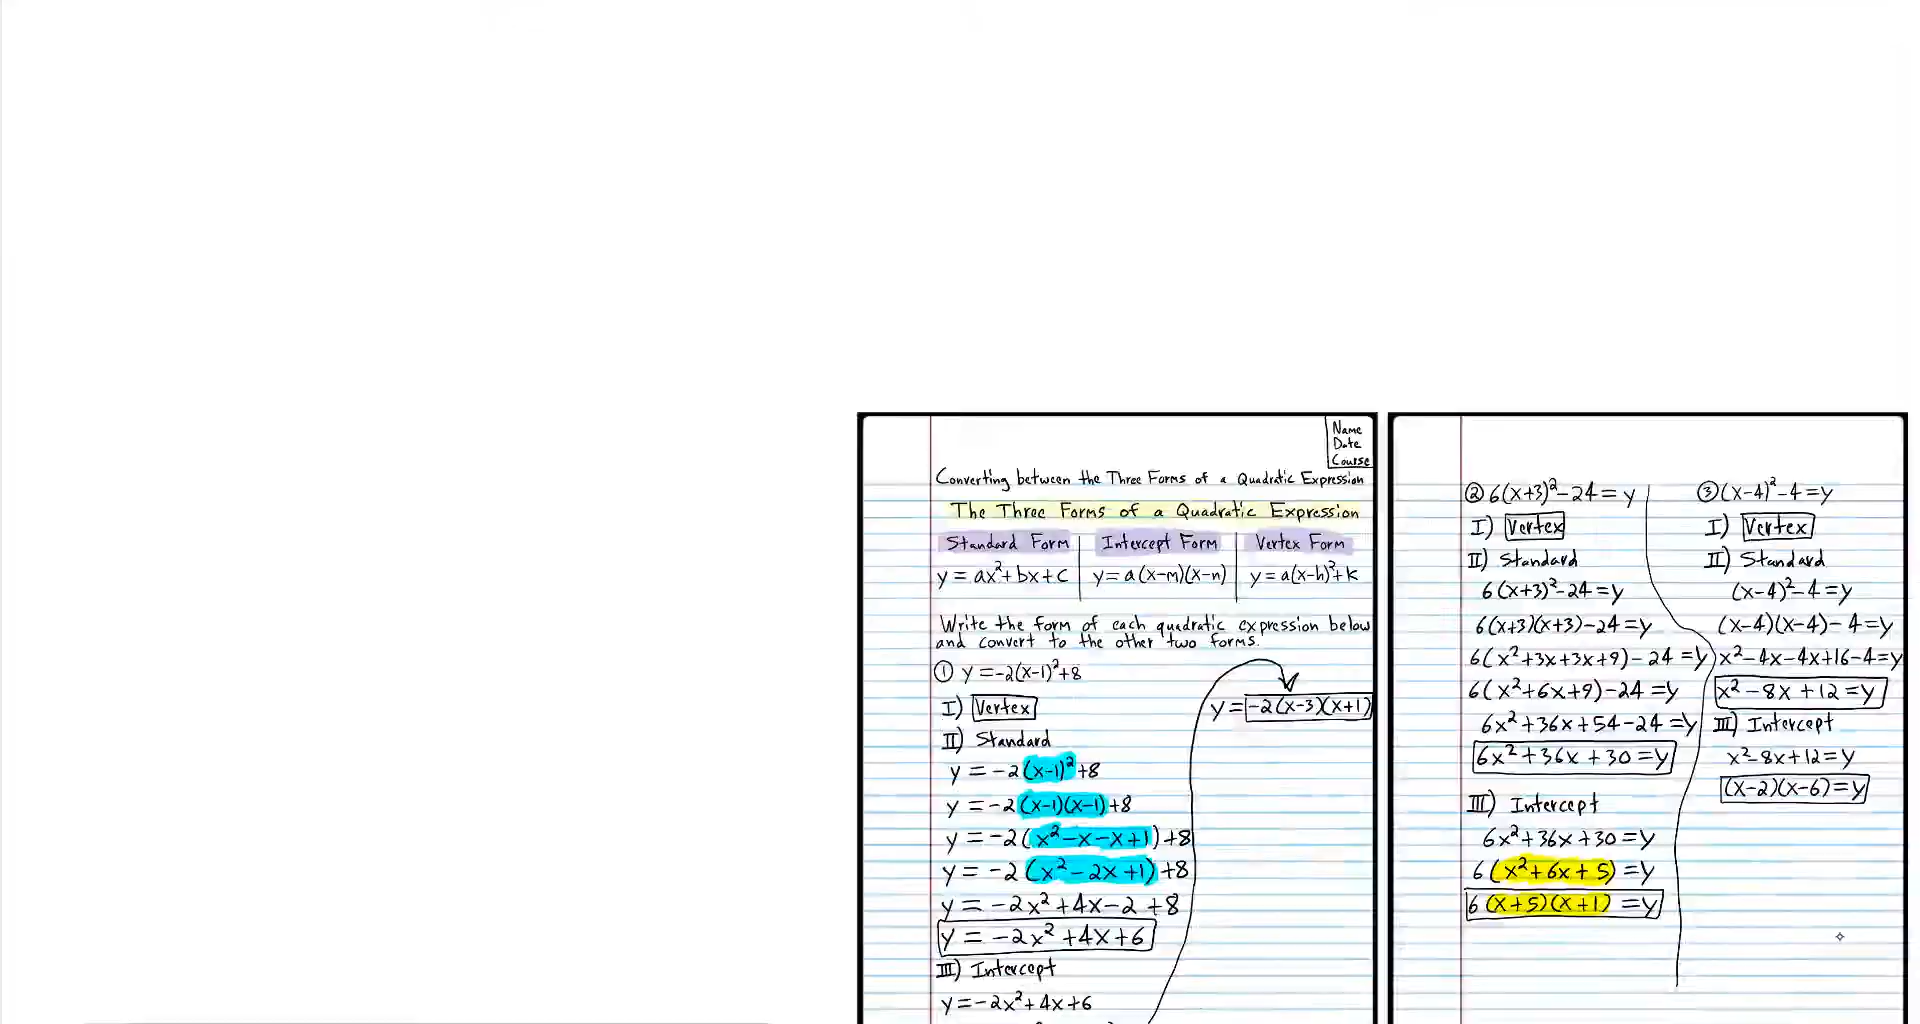 Name
Date
Course
Converting between the Three Forms of a Quadratic Expression
The Three Forms of a Quadratic Expression
Standard Form | Intercept Form | Vertex Form
y = ax²+bx+c | y = a(x-m)(x-n) | y = a(x-h)²+k
Write the form of each quadratic expression below
and convert to the other two forms.
① y = -2(x-1)²+8
I) Vertex
II) Standard
y = -2(x-1)²+8
y = -2(x-1)(x-1)+8
y = -2(x²-x-x+1)+8
y = -2(x²-2x+1)+8
y = -2x²+4x-2+8
y = -2x²+4x+6
III) Intercept
y = -2x²+4x+6
y = -2(x-3)(x+1)
② 6(x+3)²-24 = y
I) Vertex
II) Standard
6(x+3)²-24 = y
6(x+3)(x+3)-24 = y
6(x²+3x+3x+9)-24 = y
6(x²+6x+9)-24 = y
6x²+36x+54-24 = y
6x²+36x+30 = y
III) Intercept
6x²+36x+30 = y
6(x²+6x+5) = y
6(x+5)(x+1) = y
③ (x-4)²-4 = y
I) Vertex
II) Standard
(x-4)²-4 = y
(x-4)(x-4)-4 = y
x²-4x-4x+16-4 = y
x²-8x+12 = y
III) Intercept
x²-8x+12 = y
(x-2)(x-6) = y